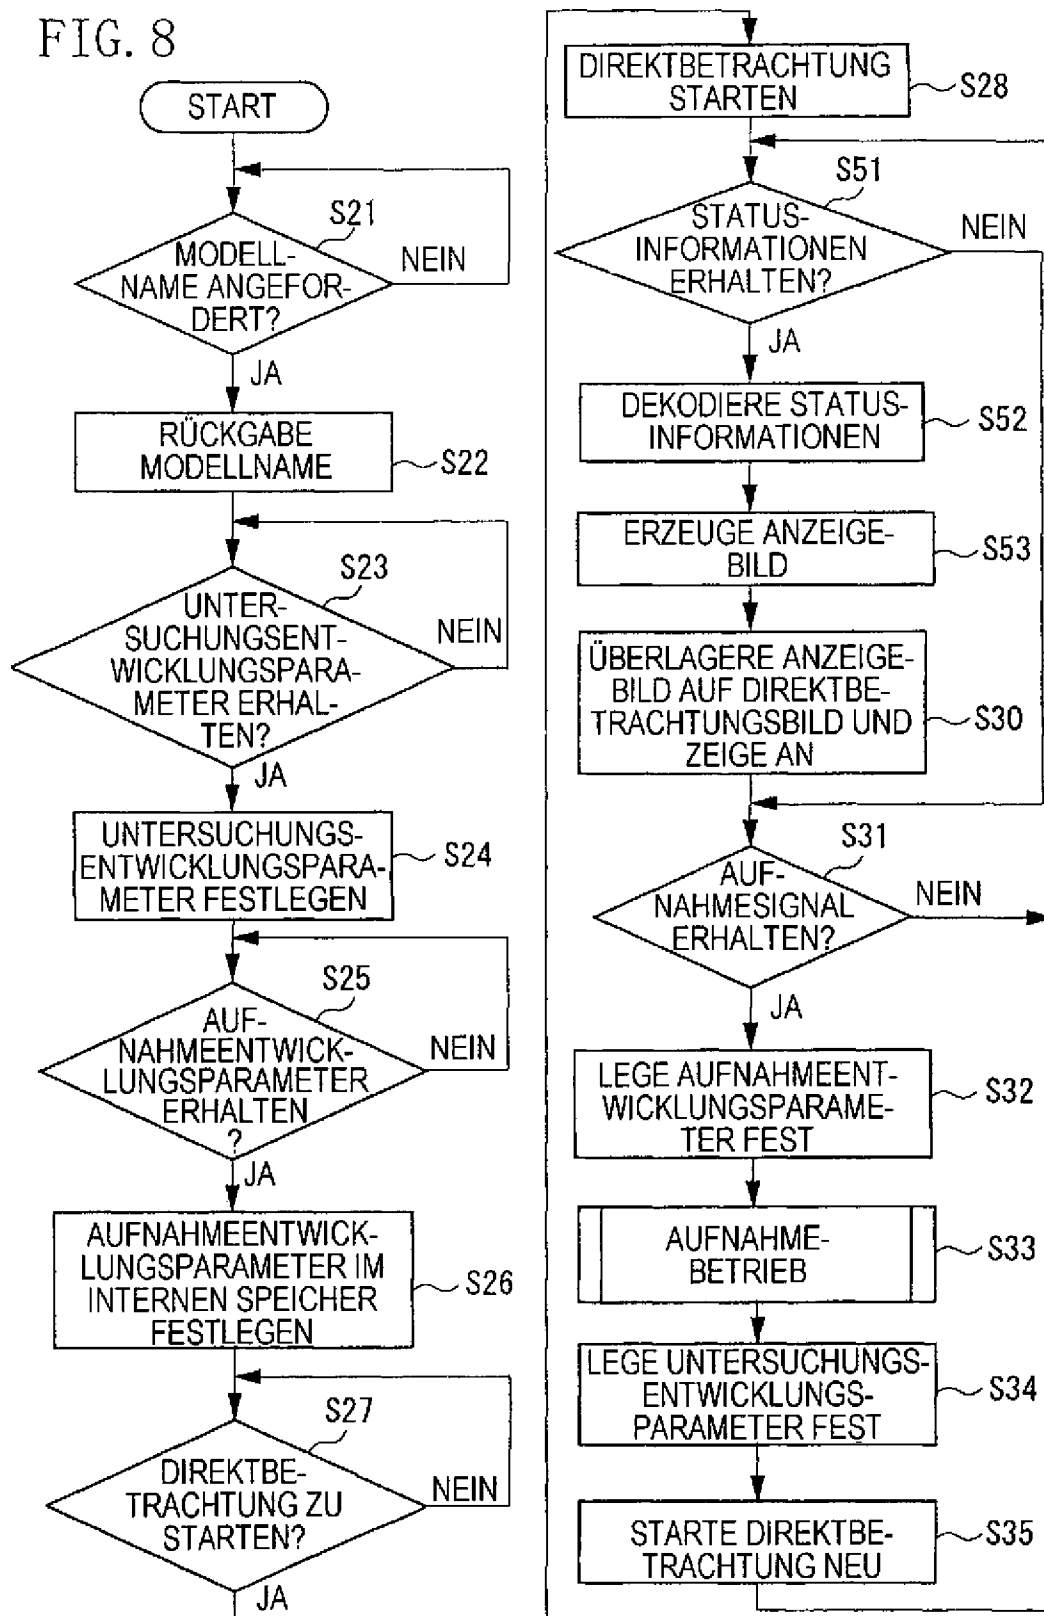 FIG. 8
START
S21
MODELL-
NAME ANGEFOR-
DERT?
NEIN
JA
RÜCKGABE
MODELLNAME
S22
S23
UNTER-
SUCHUNGSENT-
WICKLUNGSPARA-
METER ERHAL-
TEN?
NEIN
JA
UNTERSUCHUNGS-
ENTWICKLUNGSPARA-
METER FESTLEGEN
S24
S25
AUF-
NAHMEENTWICK-
LUNGSPARAMETER
ERHALTEN
?
NEIN
JA
AUFNAHMEENTWICK-
LUNGSPARAMETER IM
INTERNEN SPEICHER
FESTLEGEN
S26
S27
DIREKTBE-
TRACHTUNG ZU
STARTEN?
NEIN
JA
DIREKTBETRACHTUNG
STARTEN
S28
S51
STATUS-
INFORMATIONEN
ERHALTEN?
NEIN
JA
DEKODIERE STATUS-
INFORMATIONEN
S52
ERZEUGE ANZEIGE-
BILD
S53
ÜBERLAGERE ANZEIGE-
BILD AUF DIREKTBE-
TRACHTUNGSBILD UND
ZEIGE AN
S30
S31
AUF-
NAHMESIGNAL
ERHALTEN?
NEIN
JA
LEGE AUFNAHMEENT-
WICKLUNGSPARAME-
TER FEST
S32
AUFNAHME-
BETRIEB
S33
LEGE UNTERSUCHUNGS-
ENTWICKLUNGS-
PARAMETER FEST
S34
STARTE DIREKTBE-
TRACHTUNG NEU
S35